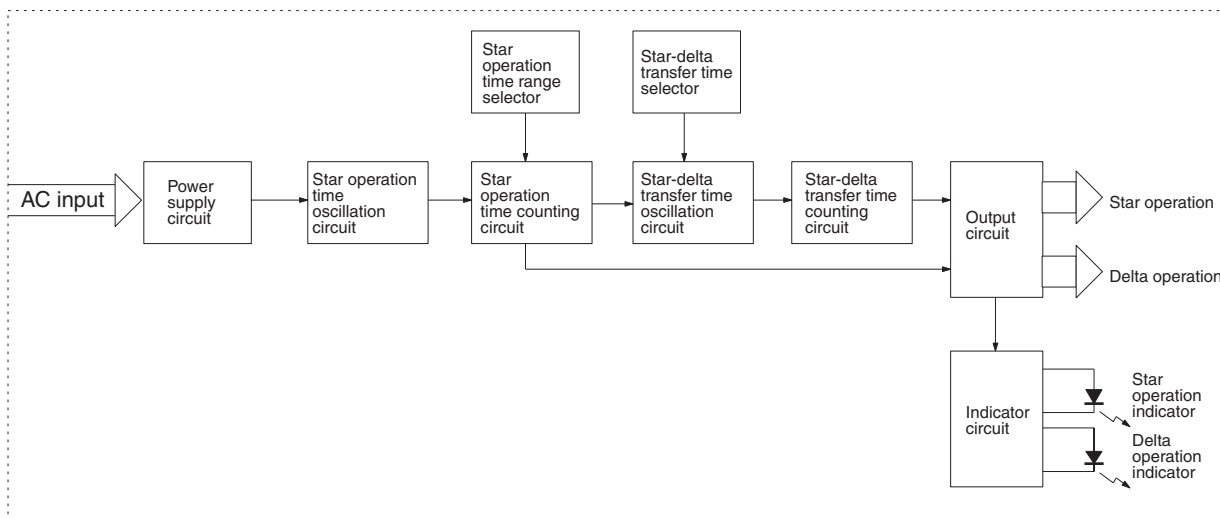 Star
operation
time range
selector
Star-delta
transfer time
selector
AC input
Power
supply
circuit
Star operation
time
oscillation
circuit
Star
operation
time counting
circuit
Star-delta
transfer time
oscillation circuit
Star-delta
transfer time
counting
circuit
Output
circuit
Star operation
Delta operation
Indicator
circuit
Star
operation
indicator
Delta
operation
indicator